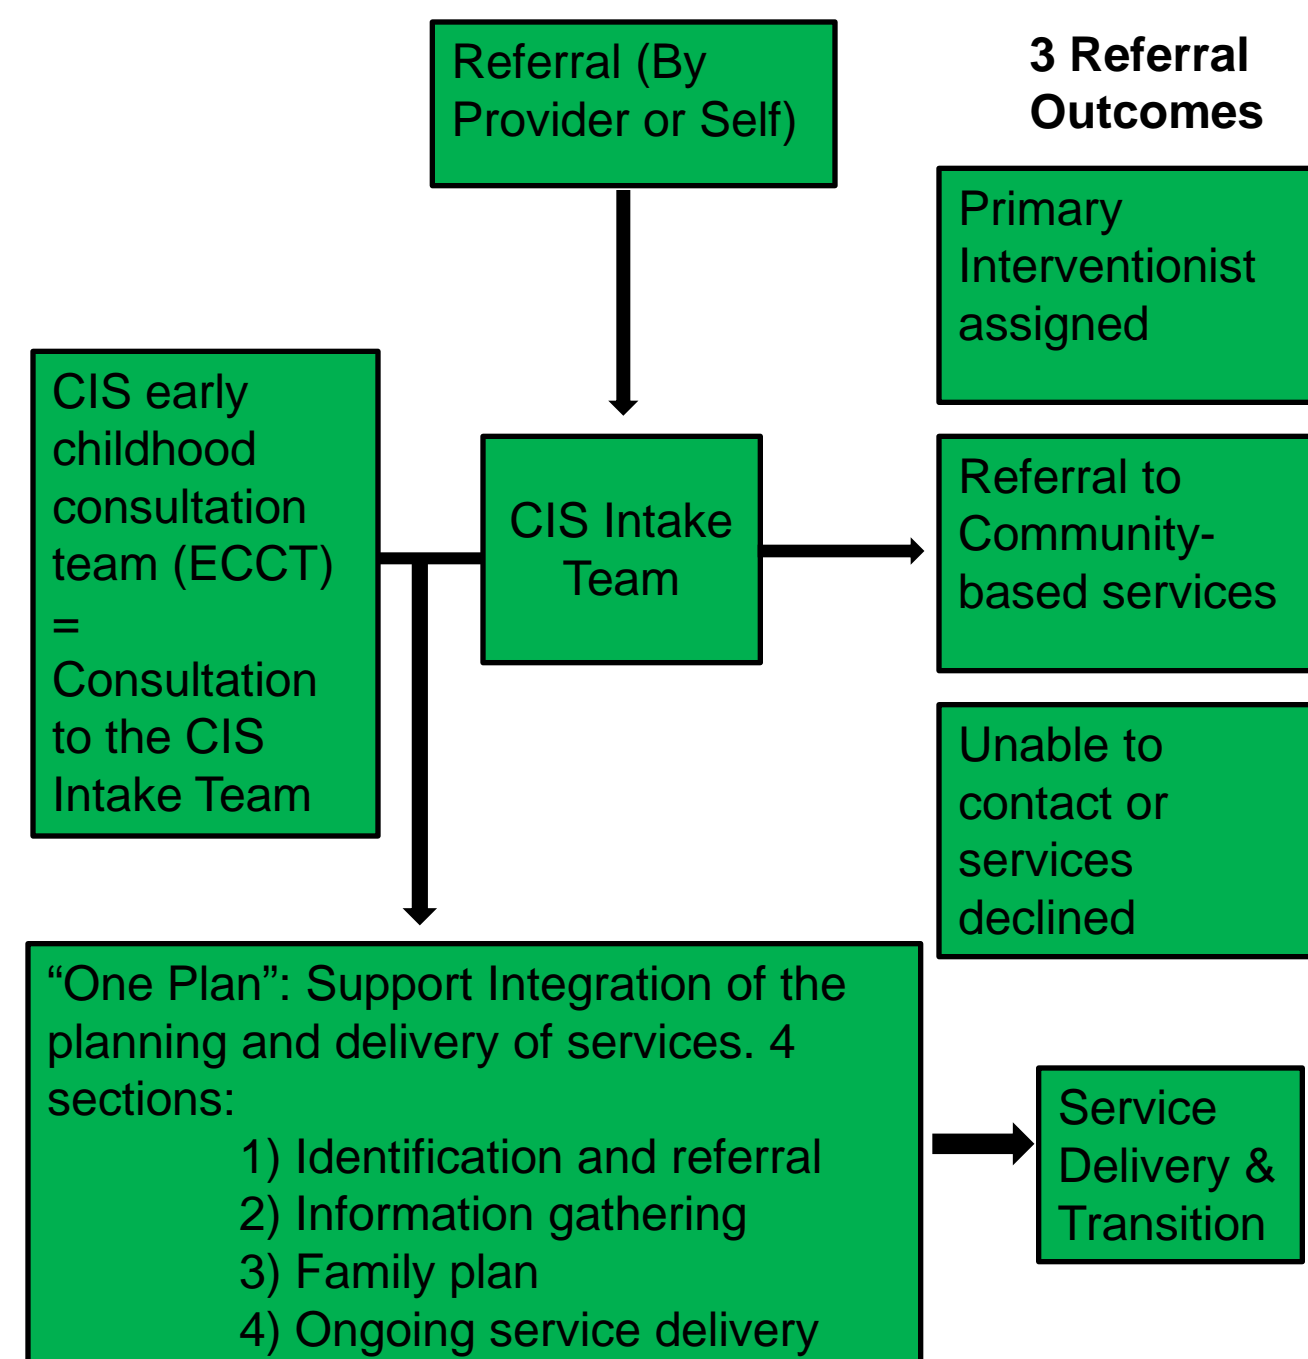 Referral (By
Provider or Self)
3 Referral
Outcomes
Primary
Interventionist
assigned
CIS early
childhood
consultation
team (ECCT)
=
Consultation
to the CIS
Intake Team
CIS Intake
Team
Referral to
Community-
based services
Unable to
contact or
services
declined
“One Plan”: Support Integration of the
planning and delivery of services. 4
sections:
1) Identification and referral
2) Information gathering
3) Family plan
4) Ongoing service delivery
Service
Delivery &
Transition